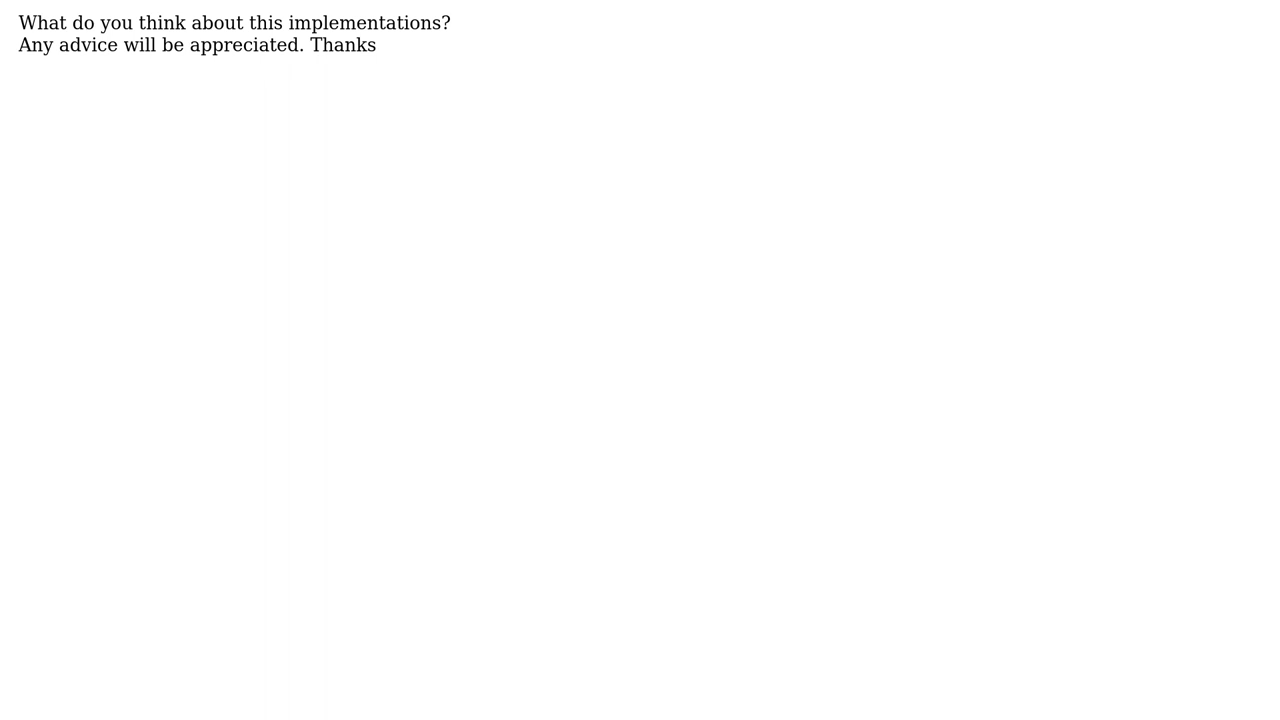 What do you think about this implementations?
Any advice will be appreciated. Thanks